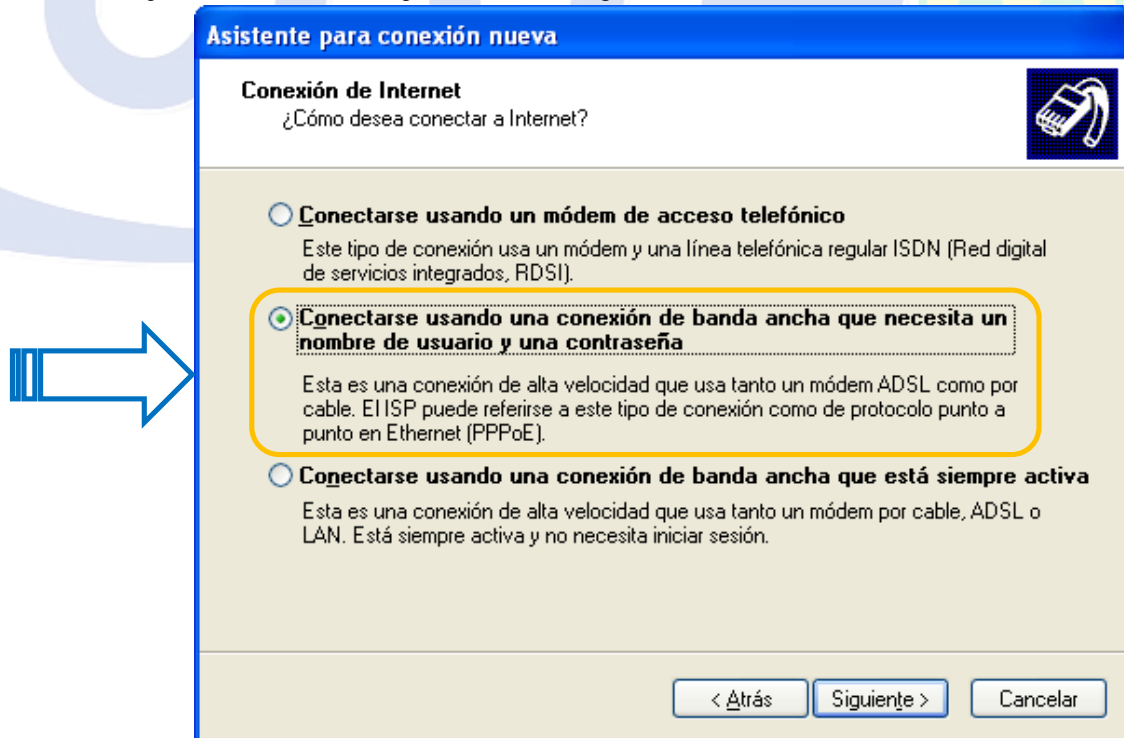 Asistente para conexión nueva
Conexión de Internet
¿Cómo desea conectar a Internet?
Conectarse usando un módem de acceso telefónico
Este tipo de conexión usa un módem y una línea telefónica regular ISDN (Red digital
de servicios integrados, RDSI).
Conectarse usando una conexión de banda ancha que necesita un
nombre de usuario y una contraseña
Esta es una conexión de alta velocidad que usa tanto un módem ADSL como por
cable. El ISP puede referirse a este tipo de conexión como de protocolo punto a
punto en Ethernet (PPPoE).
Conectarse usando una conexión de banda ancha que está siempre activa
Esta es una conexión de alta velocidad que usa tanto un módem por cable, ADSL o
LAN. Está siempre activa y no necesita iniciar sesión.
< Atrás Siguiente > Cancelar